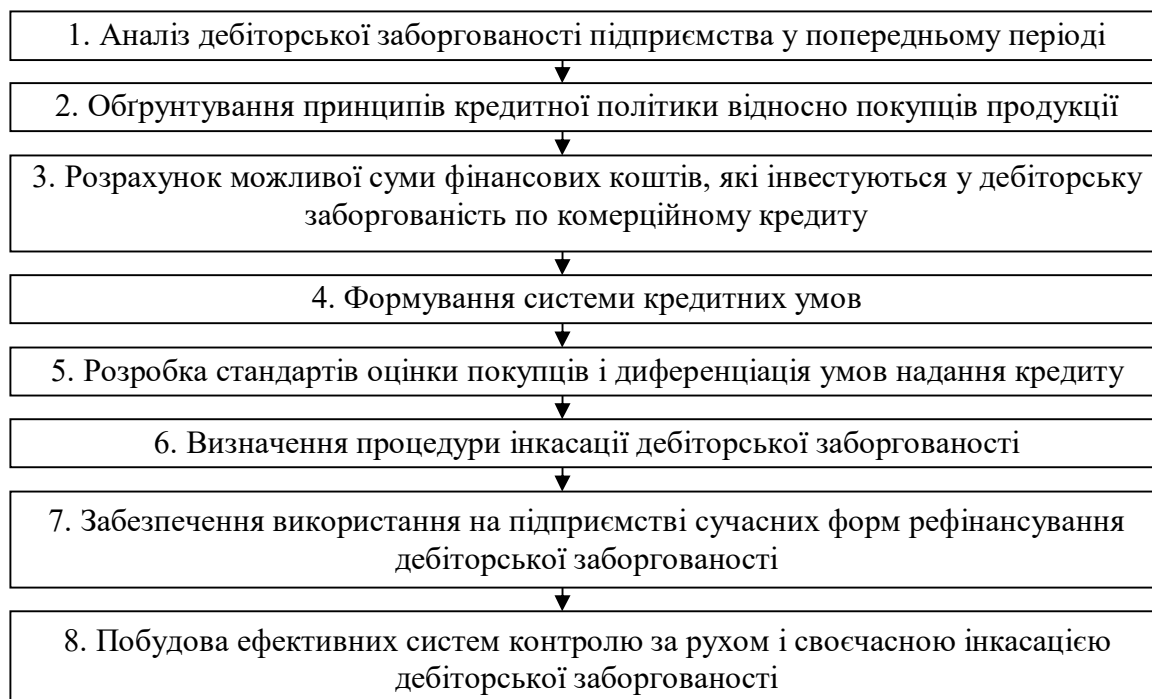 1. Аналіз дебіторської заборгованості підприємства у попередньому періоді
2. Обґрунтування принципів кредитної політики відносно покупців продукції
3. Розрахунок можливої суми фінансових коштів, які інвестуються у дебіторську
заборгованість по комерційному кредиту
4. Формування системи кредитних умов
5. Розробка стандартів оцінки покупців і диференціація умов надання кредиту
6. Визначення процедури інкасації дебіторської заборгованості
7. Забезпечення використання на підприємстві сучасних форм рефінансування
дебіторської заборгованості
8. Побудова ефективних систем контролю за рухом і своєчасною інкасацією
дебіторської заборгованості